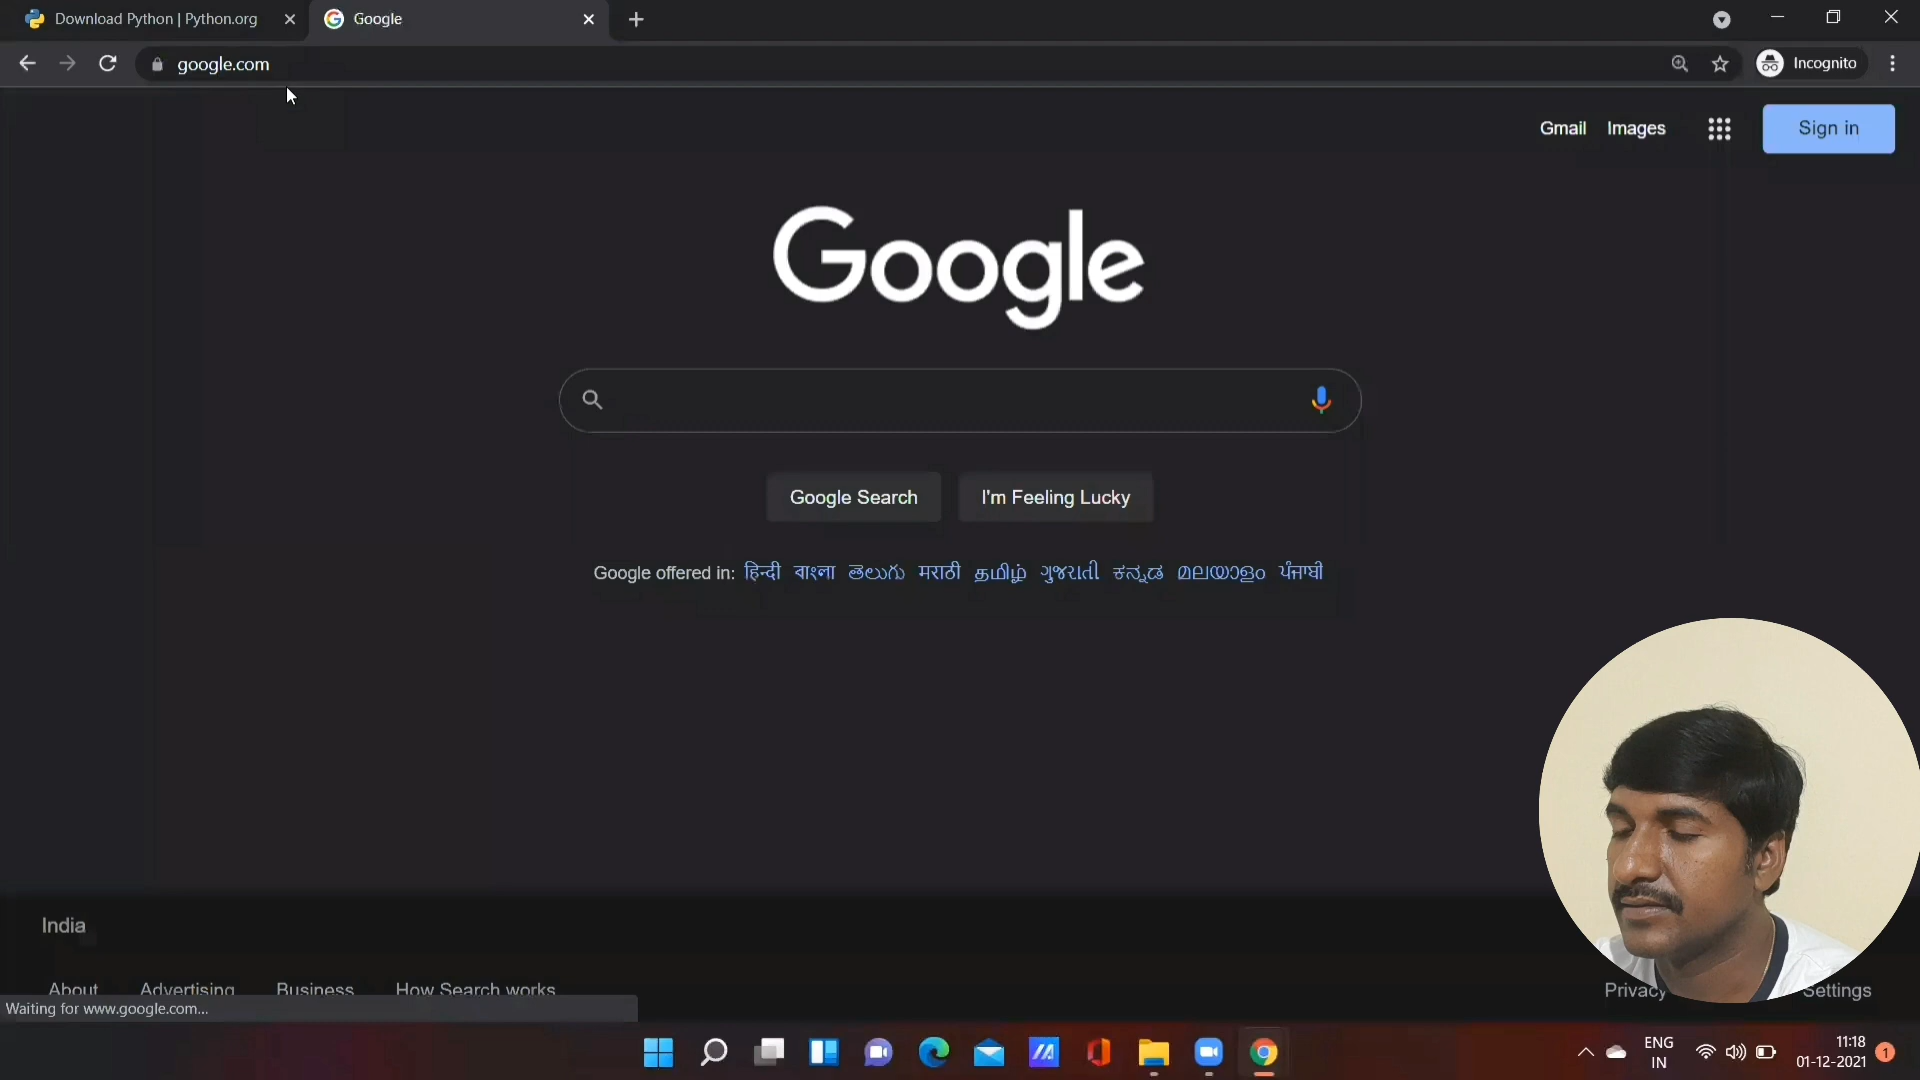 Download Python | Python.org
Google
google.com
Incognito
Gmail Images Sign in
Google
Google Search I'm Feeling Lucky
Google offered in: हिन्दी বাংলা తెలుగు मराठी தமிழ் ગુજરાતી ಕನ್ನಡ മലയാളം ਪੰਜਾਬੀ
India
About Advertising Business How Search works Privacy Settings
Waiting for www.google.com...
ENG 11:18
IN 01-12-2021 1